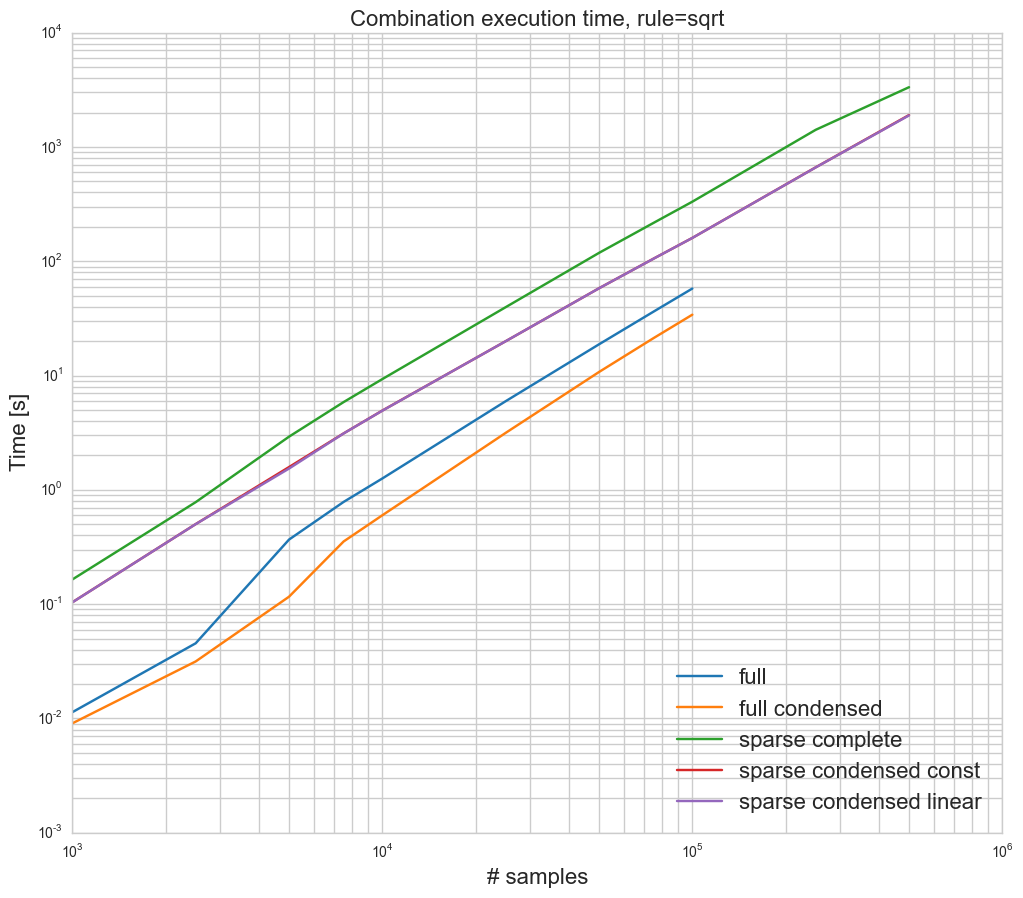 Combination execution time, rule=sqrt
10^4
10^3
10^2
10^1
10^0
10^-1
10^-2
10^-3
Time [s]
full
full condensed
sparse complete
sparse condensed const
sparse condensed linear
10^3 10^4 10^5 10^6
# samples